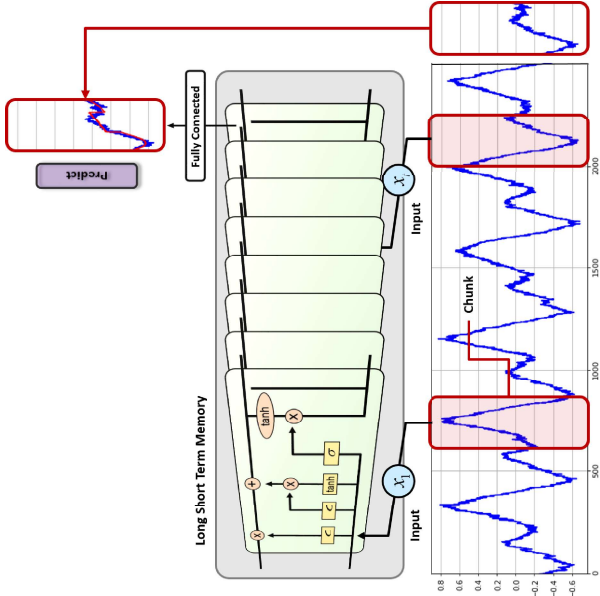 Long Short Term Memory
Fully Connected
Predict
tanh
X
σ
+
X
tanh
X
Input
x1
Input
xi
Chunk
0.8
0.6
0.4
0.2
0.0
-0.2
-0.4
-0.6
0
500
1000
1500
2000